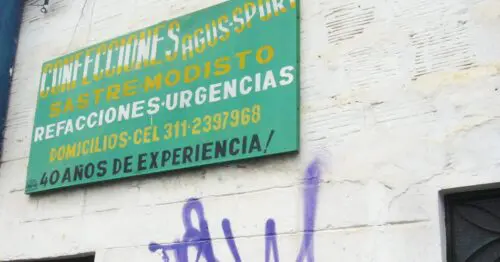 CONFECCIONES AGUS-SPORT
SASTRE-MODISTO
REFACCIONES-URGENCIAS
DOMICILIOS-CEL 311-2397968
40 AÑOS DE EXPERIENCIA!